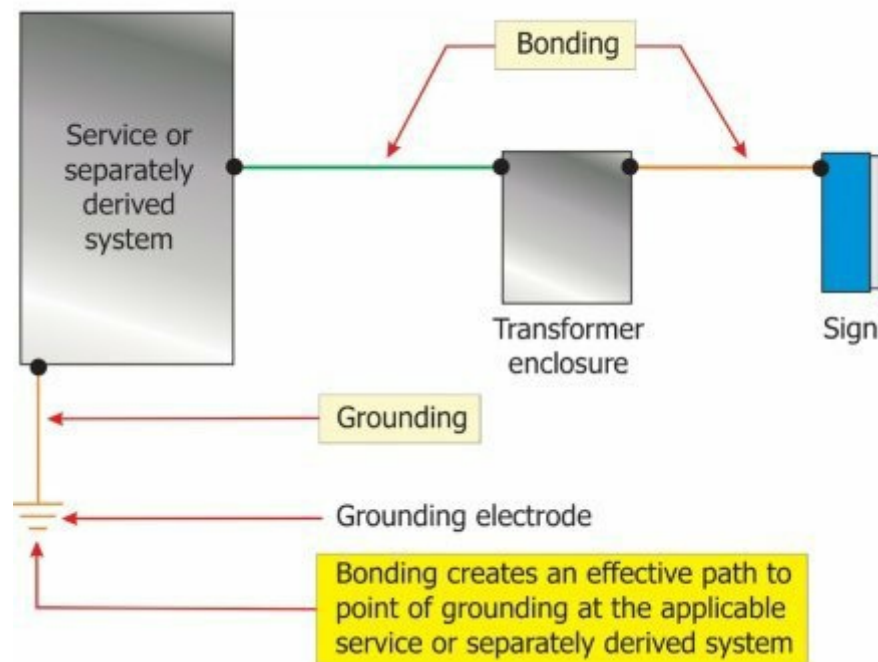 Bonding
Service or
separately
derived
system
Transformer
enclosure
Sign
Grounding
Grounding electrode
Bonding creates an effective path to
point of grounding at the applicable
service or separately derived system